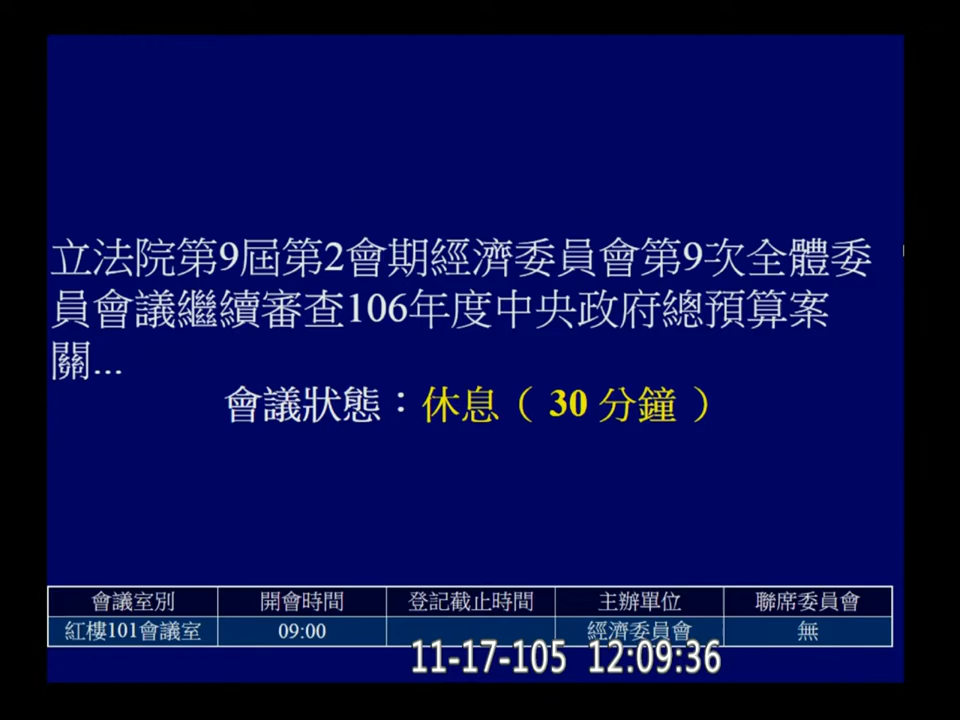 立法院第9屆第2會期經濟委員會第9次全體委
員會議繼續審查106年度中央政府總預算案
關...
會議狀態：休息（ 30 分鐘 ）
會議室別 開會時間 登記截止時間 主辦單位 聯席委員會
紅樓101會議室 09:00 經濟委員會 無
11-17-105 12:09:36